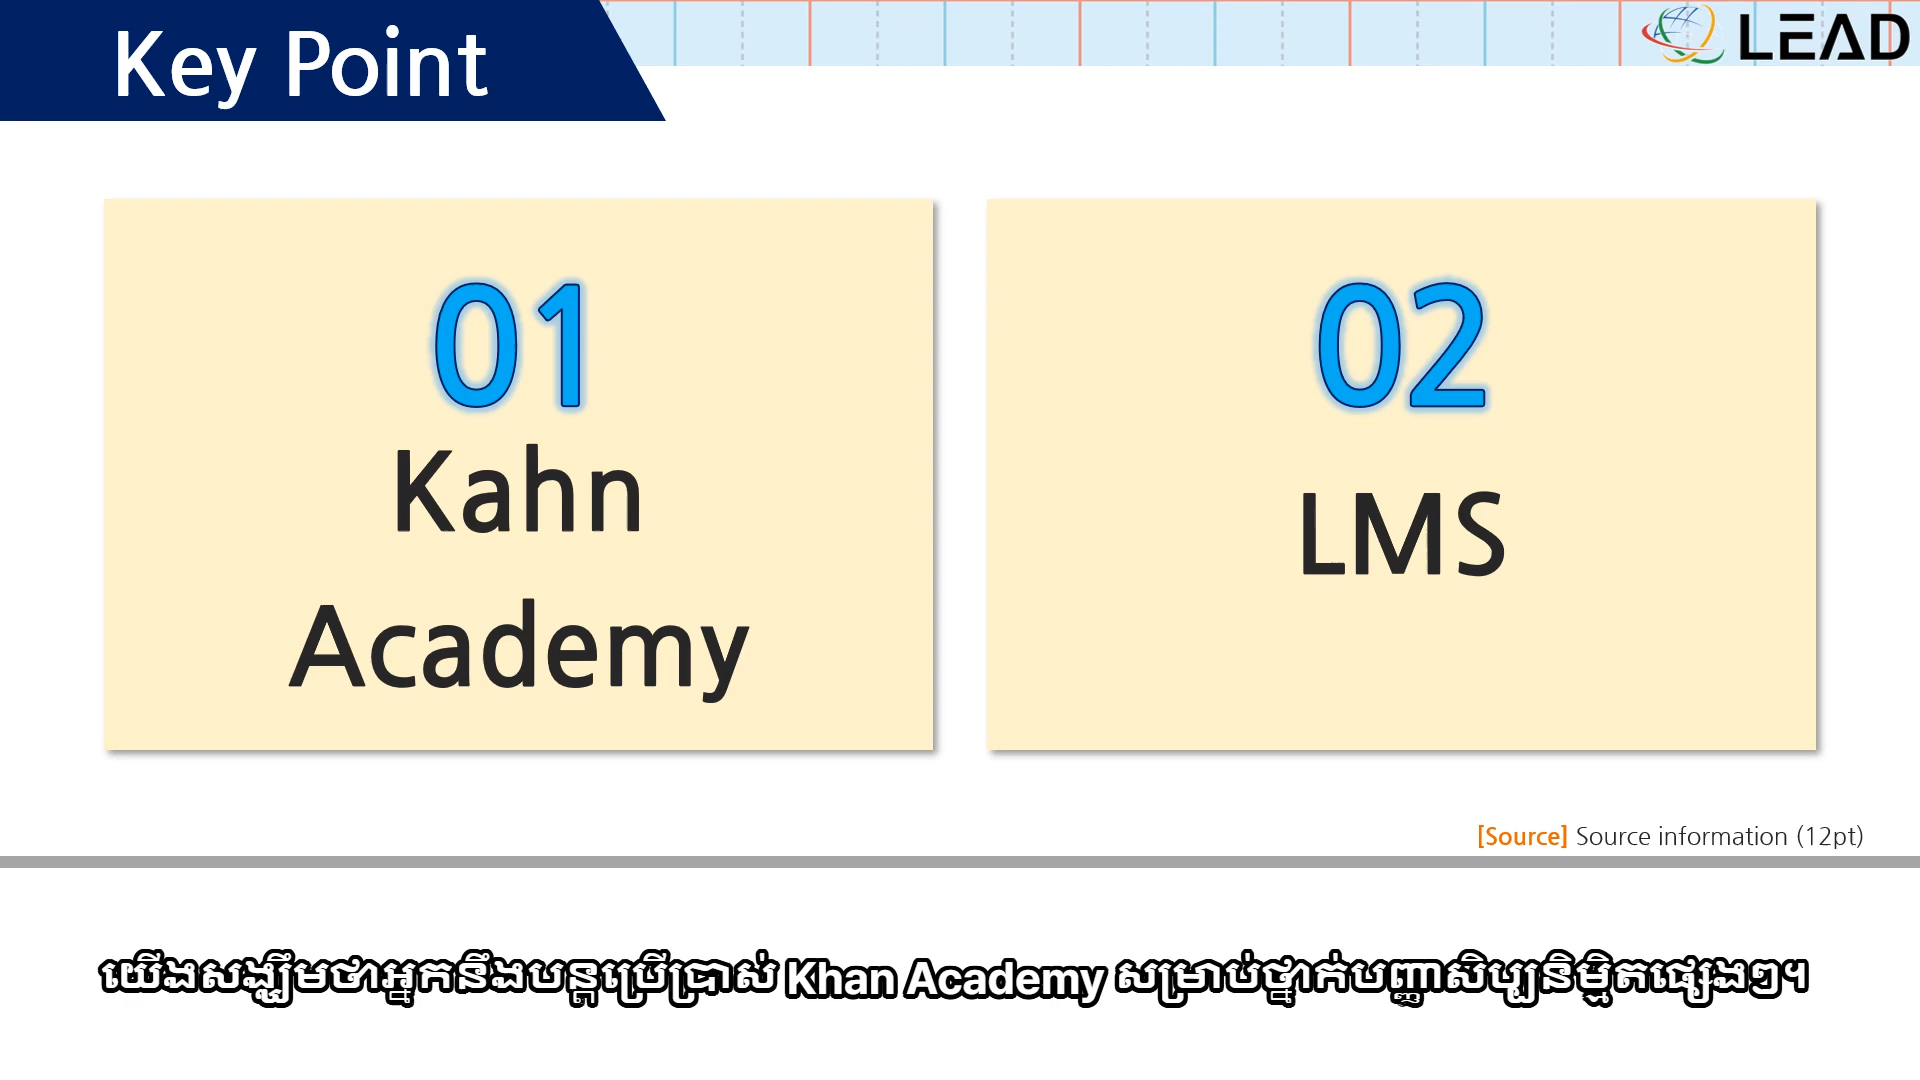 Key Point
LEAD
01
Kahn
Academy
02
LMS
[Source] Source information (12pt)
យើងសង្ឃឹមថាអ្នកនឹងបន្តប្រើប្រាស់ Khan Academy សម្រាប់ថ្នាក់បញ្ញាសិប្បនិម្មិតផ្សេងៗ។